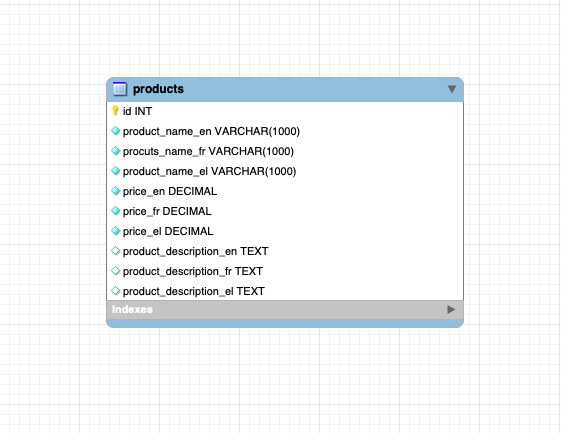 products
id INT
product_name_en VARCHAR(1000)
procuts_name_fr VARCHAR(1000)
product_name_el VARCHAR(1000)
price_en DECIMAL
price_fr DECIMAL
price_el DECIMAL
product_description_en TEXT
product_description_fr TEXT
product_description_el TEXT
Indexes